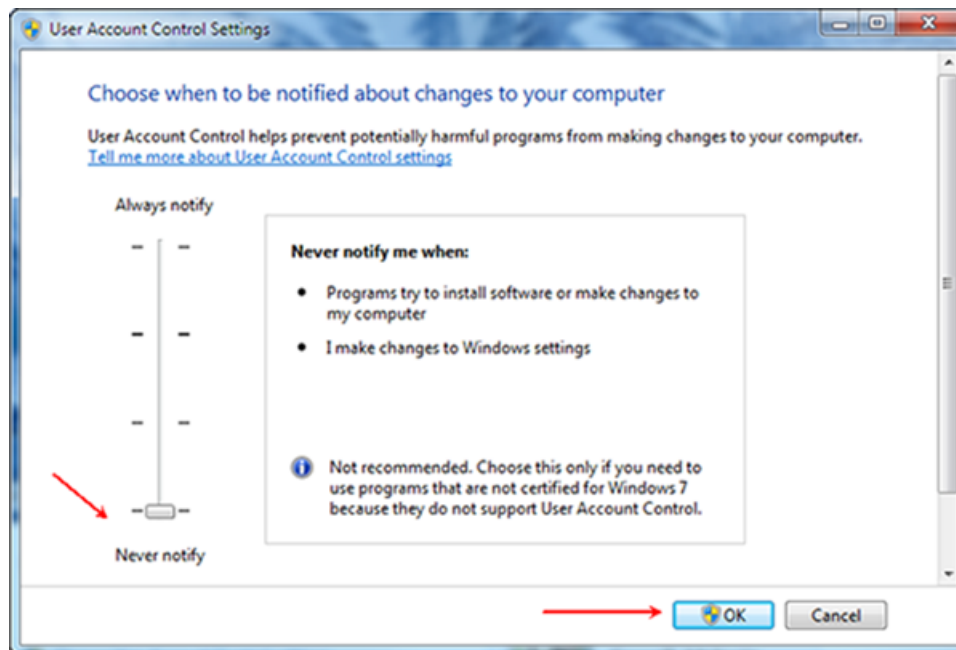 User Account Control Settings
Choose when to be notified about changes to your computer
User Account Control helps prevent potentially harmful programs from making changes to your computer.
Tell me more about User Account Control settings
Always notify
Never notify me when:
• Programs try to install software or make changes to
my computer
• I make changes to Windows settings
Not recommended. Choose this only if you need to
use programs that are not certified for Windows 7
because they do not support User Account Control.
Never notify
OK
Cancel